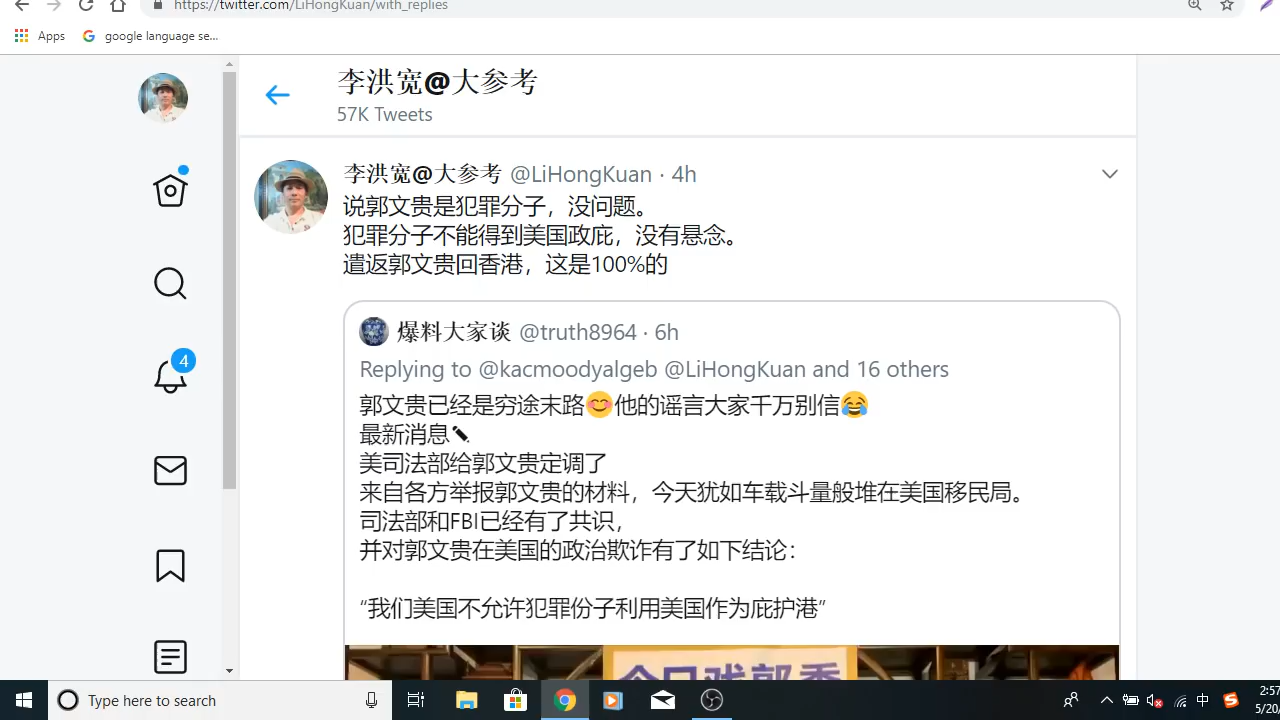 https://twitter.com/LiHongKuan/with_replies
Apps
google language se...
李洪宽@大参考
57K Tweets
李洪宽@大参考 @LiHongKuan · 4h
说郭文贵是犯罪分子，没问题。
犯罪分子不能得到美国政庇，没有悬念。
遣返郭文贵回香港，这是100%的
爆料大家谈 @truth8964 · 6h
Replying to @kacmoodyalgeb @LiHongKuan and 16 others
郭文贵已经是穷途末路😊他的谣言大家千万别信😂
最新消息✎
美司法部给郭文贵定调了
来自各方举报郭文贵的材料，今天犹如车载斗量般堆在美国移民局。
司法部和FBI已经有了共识，
并对郭文贵在美国的政治欺诈有了如下结论：
“我们美国不允许犯罪份子利用美国作为庇护港”
4
Type here to search
中
2:57
5/20/